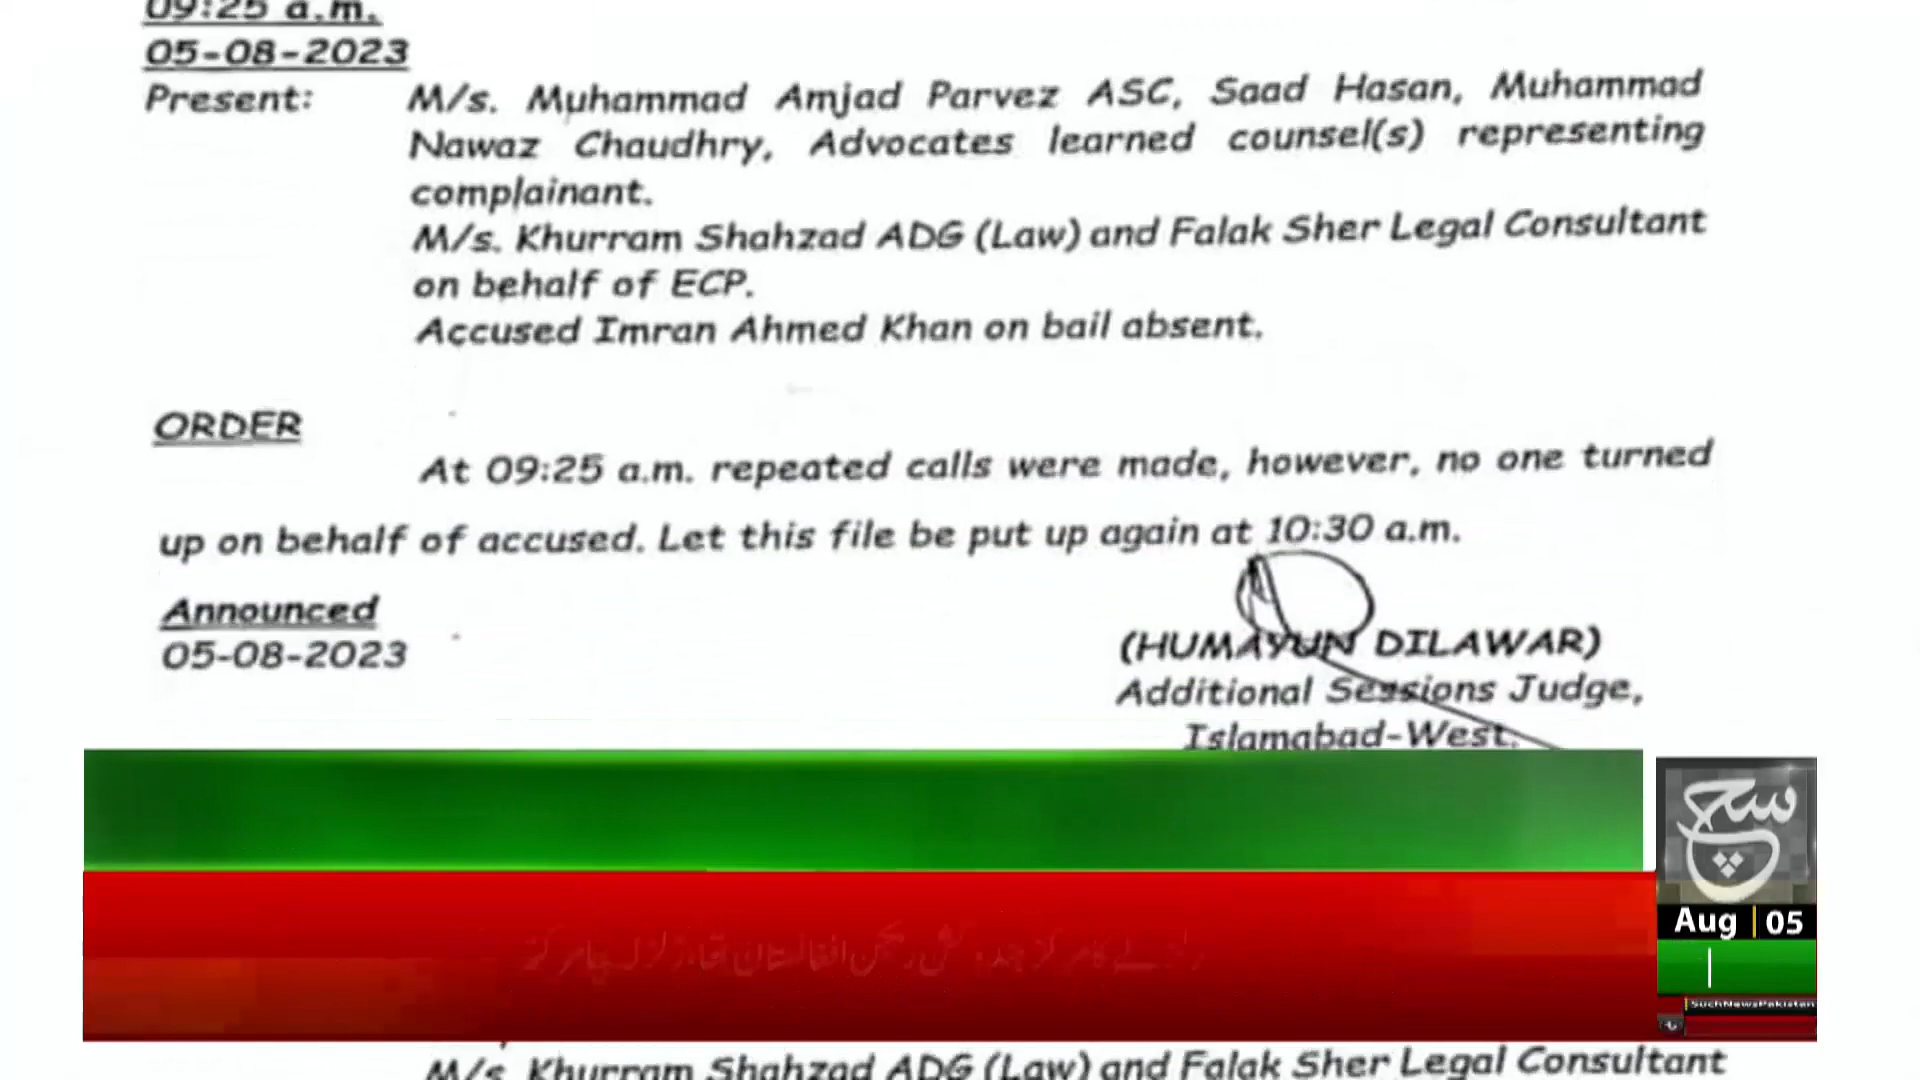 09:25 a.m.
05-08-2023
Present: M/s. Muhammad Amjad Parvez ASC, Saad Hasan, Muhammad
Nawaz Chaudhry, Advocates learned counsel(s) representing
complainant.
M/s. Khurram Shahzad ADG (Law) and Falak Sher Legal Consultant
on behalf of ECP.
Accused Imran Ahmed Khan on bail absent.
ORDER
At 09:25 a.m. repeated calls were made, however, no one turned
up on behalf of accused. Let this file be put up again at 10:30 a.m.
Announced
05-08-2023
(HUMAYUN DILAWAR)
Additional Sessions Judge,
Islamabad-West.
سچ
Aug | 05
SuchNewsPakistan
M/s. Khurram Shahzad ADG (Law) and Falak Sher Legal Consultant